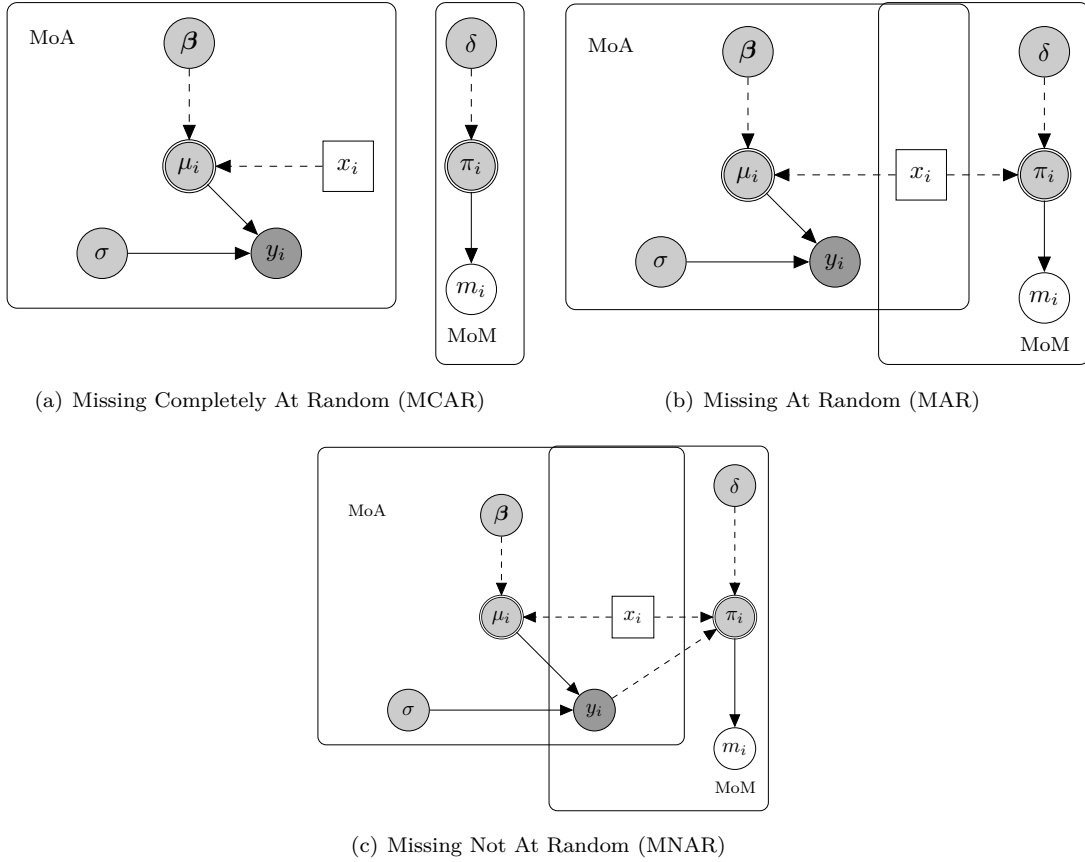 MoA
β
δ
μᵢ
xᵢ
πᵢ
σ
yᵢ
mᵢ
MoM
(a) Missing Completely At Random (MCAR)
MoA
β
δ
μᵢ
xᵢ
πᵢ
σ
yᵢ
mᵢ
MoM
(b) Missing At Random (MAR)
MoA
β
δ
μᵢ
xᵢ
πᵢ
σ
yᵢ
mᵢ
MoM
(c) Missing Not At Random (MNAR)